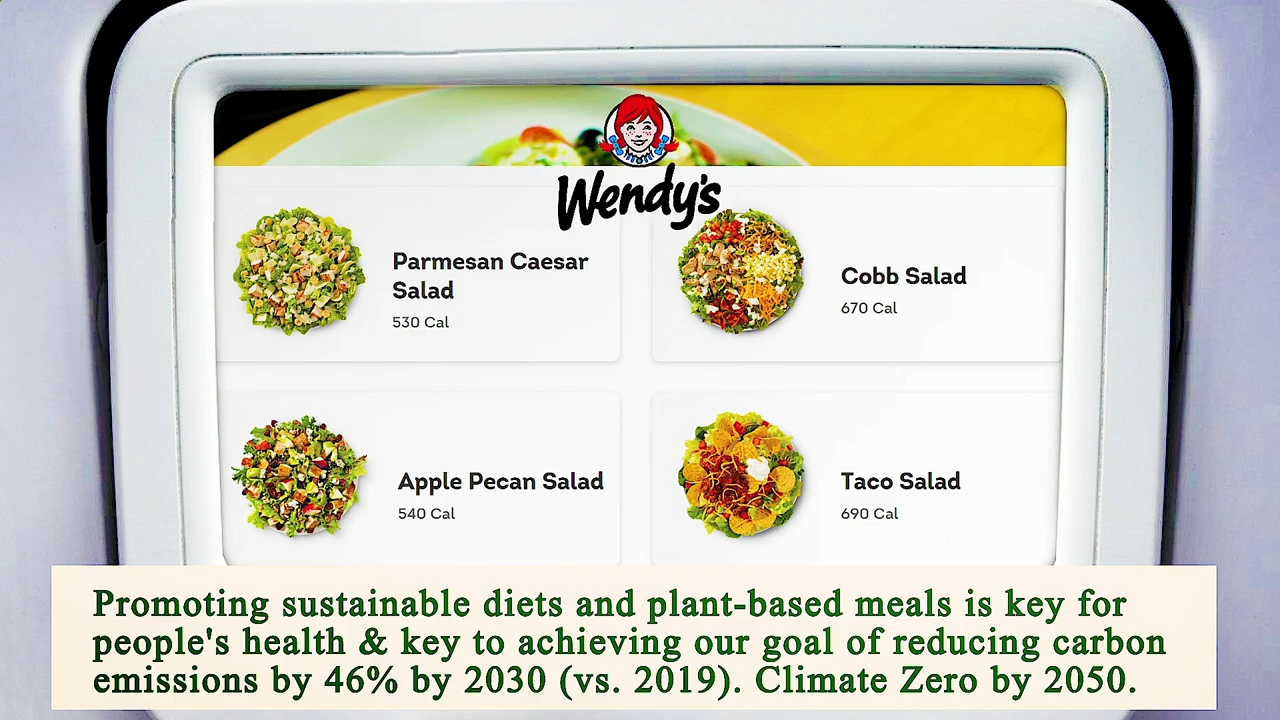 Wendy's
Parmesan Caesar
Salad
530 Cal
Cobb Salad
670 Cal
Apple Pecan Salad
540 Cal
Taco Salad
690 Cal
Promoting sustainable diets and plant-based meals is key for
people's health & key to achieving our goal of reducing carbon
emissions by 46% by 2030 (vs. 2019). Climate Zero by 2050.